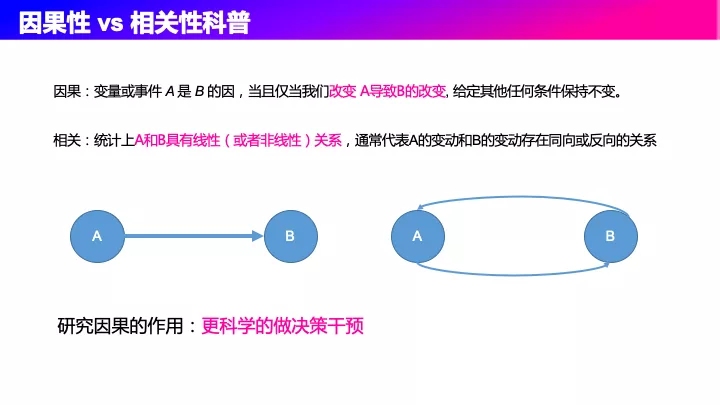 因果性 vs 相关性科普
因果：变量或事件 A 是 B 的因，当且仅当我们改变 A导致B的改变, 给定其他任何条件保持不变。
相关：统计上A和B具有线性（或者非线性）关系，通常代表A的变动和B的变动存在同向或反向的关系
A B A B
研究因果的作用：更科学的做决策干预